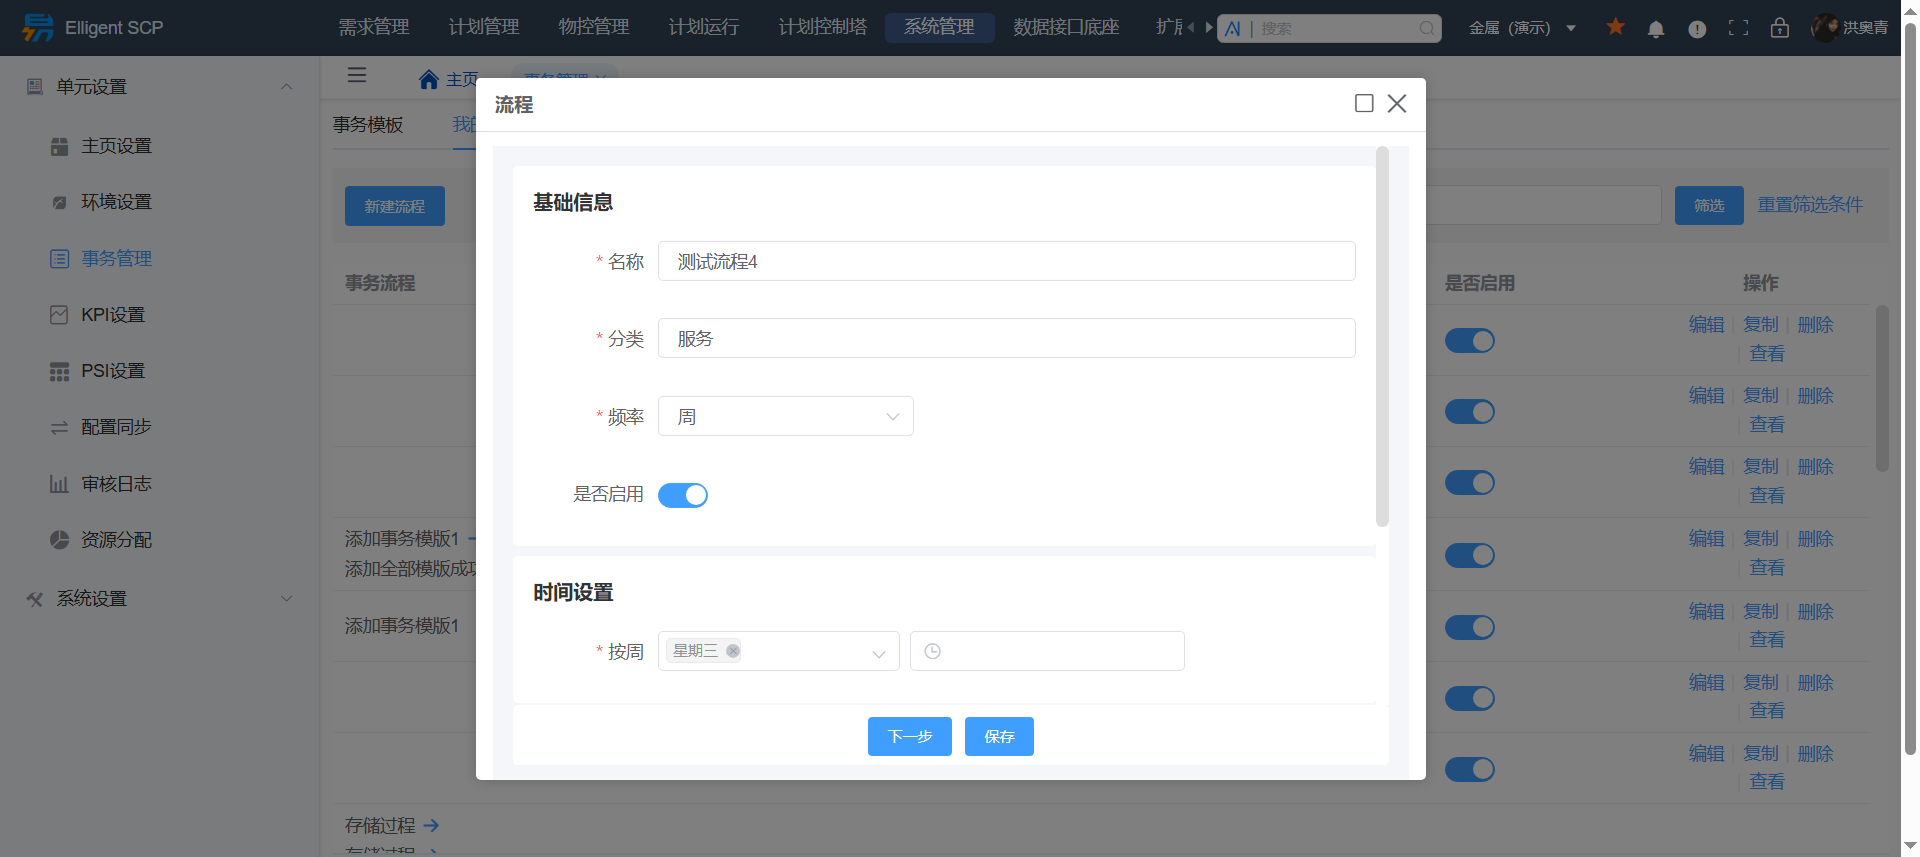 Elligent SCP
需求管理
计划管理
物控管理
计划运行
计划控制塔
系统管理
数据接口底座
AI
搜索
金属（演示）
洪奥青
单元设置
主页设置
环境设置
事务管理
KPI设置
PSI设置
配置同步
审核日志
资源分配
系统设置
主页
事务模板
新建流程
筛选
重置筛选条件
事务流程
是否启用
操作
编辑 复制 删除
查看
编辑 复制 删除
查看
编辑 复制 删除
查看
添加事务模版1
添加全部模版成功
编辑 复制 删除
查看
添加事务模版1
编辑 复制 删除
查看
编辑 复制 删除
查看
编辑 复制 删除
查看
存储过程
流程
基础信息
* 名称
测试流程4
* 分类
服务
* 频率
周
是否启用
时间设置
* 按周
星期三
下一步
保存